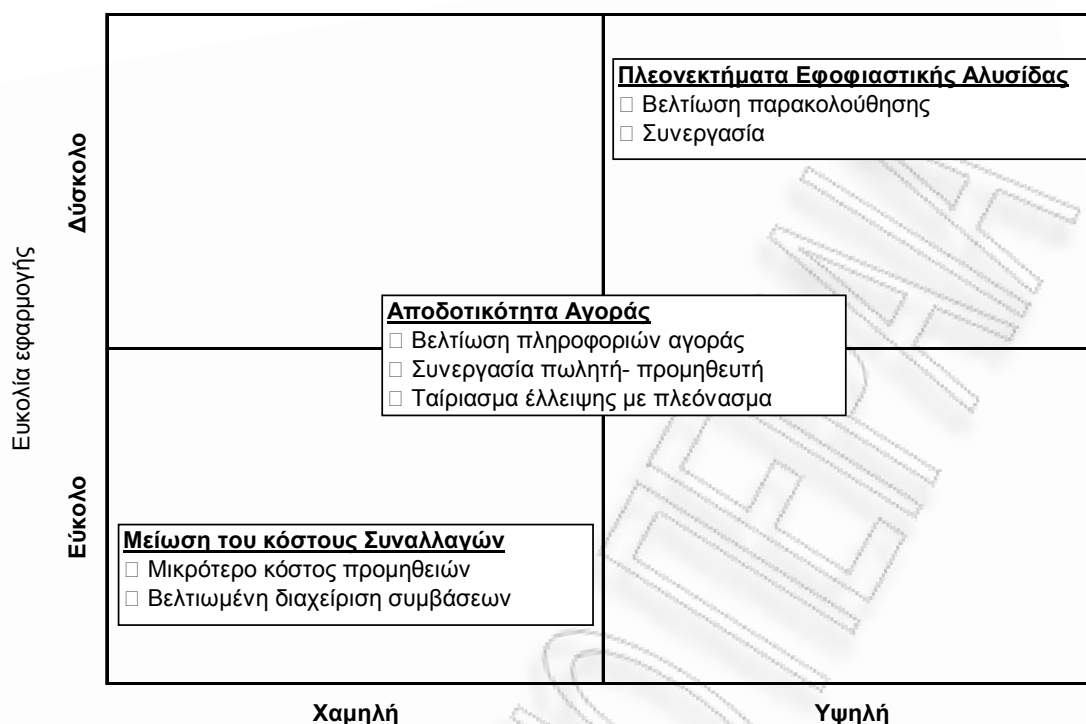 Πλεονεκτήματα Εφοφιαστικής Αλυσίδας
□ Βελτίωση παρακολούθησης
□ Συνεργασία
Δύσκολο
Ευκολία εφαρμογής
Αποδοτικότητα Αγοράς
□ Βελτίωση πληροφοριών αγοράς
□ Συνεργασία πωλητή- προμηθευτή
□ Ταίριασμα έλλειψης με πλεόνασμα
Εύκολο
Μείωση του κόστους Συναλλαγών
□ Μικρότερο κόστος προμηθειών
□ Βελτιωμένη διαχείριση συμβάσεων
Χαμηλή
Υψηλή